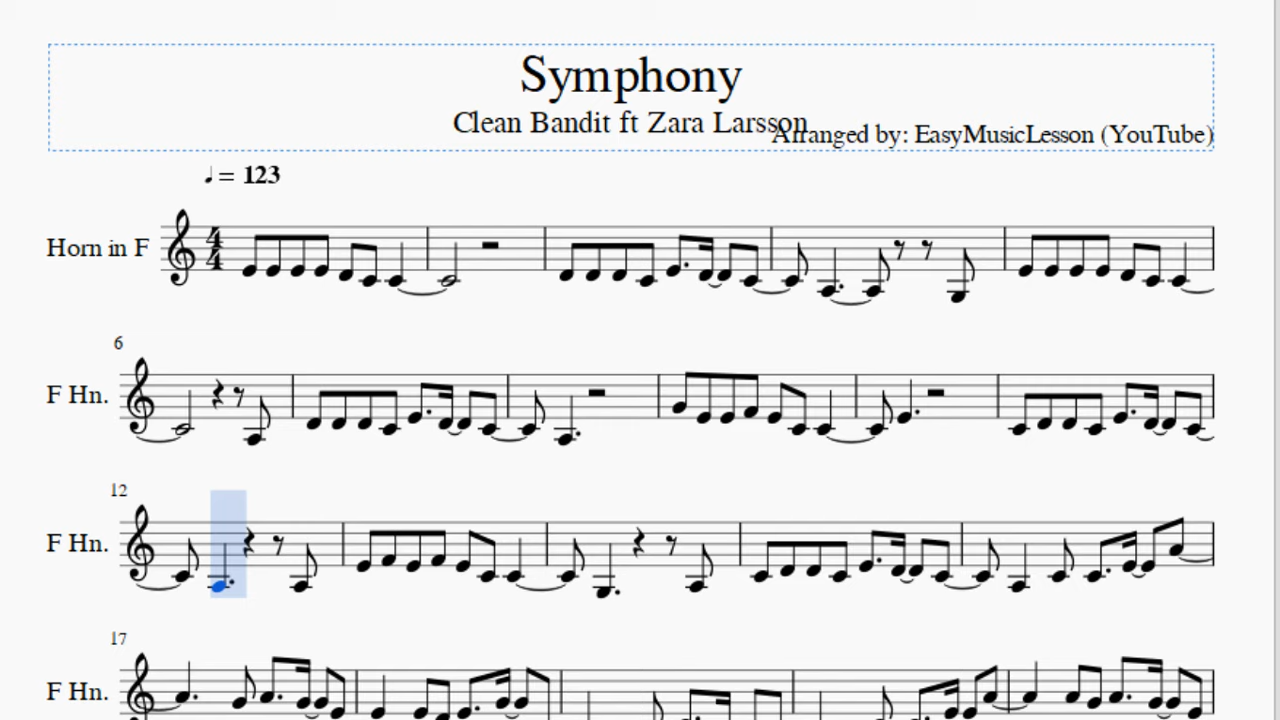 Symphony
Clean Bandit ft Zara Larsson
Arranged by: EasyMusicLesson (YouTube)
♩ = 123
Horn in F
4
4
6
F Hn.
12
F Hn.
17
F Hn.